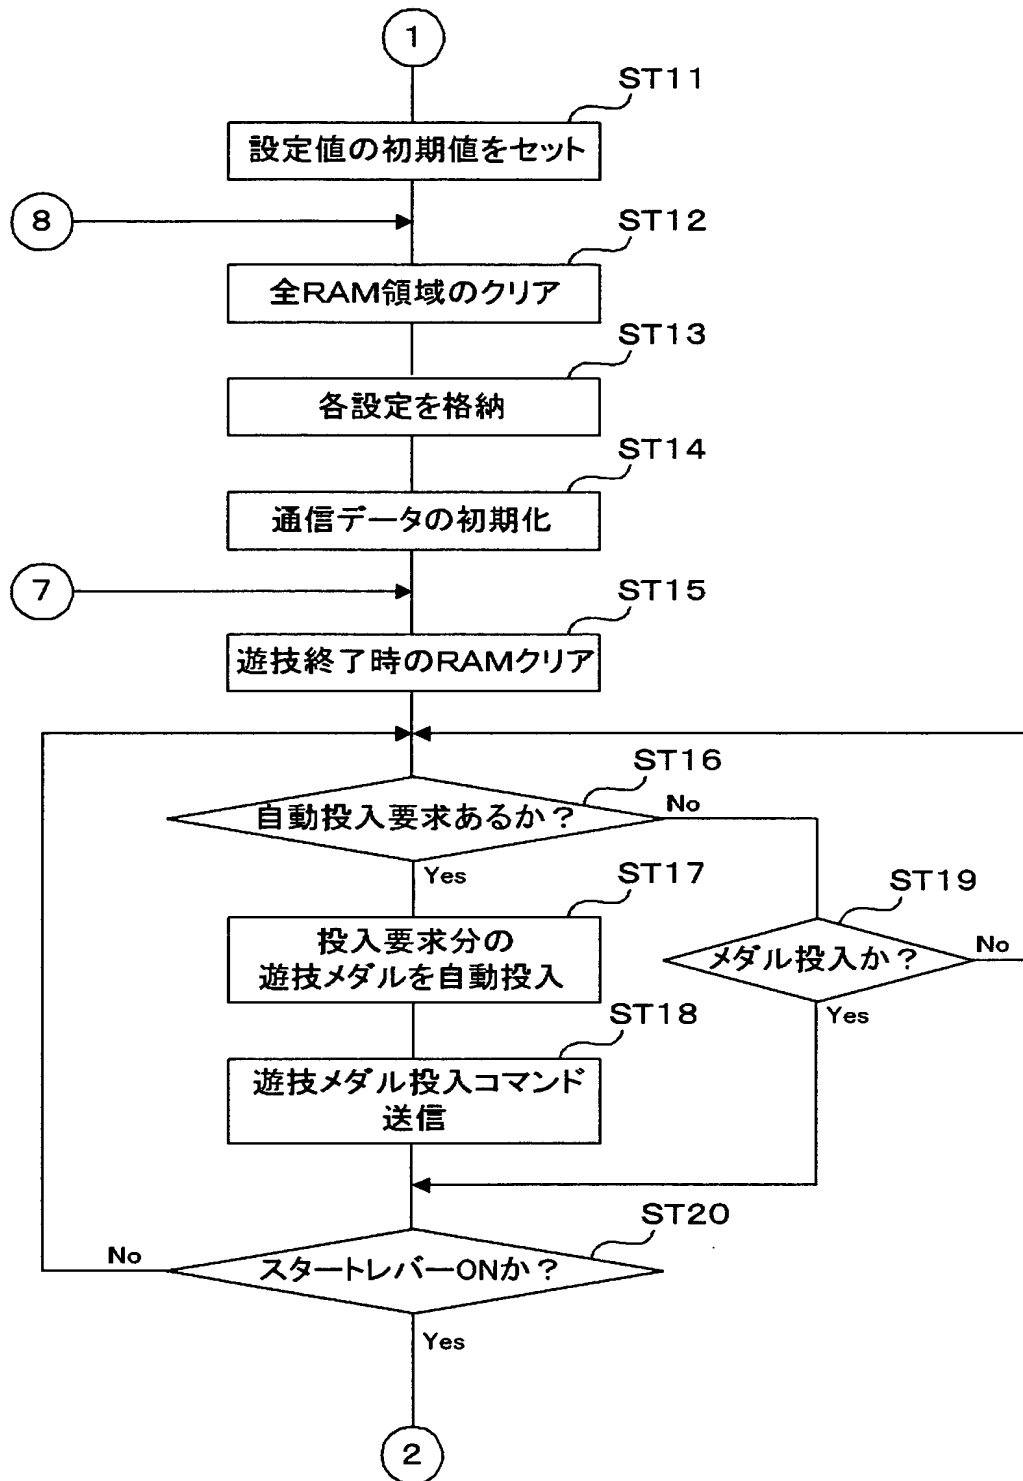 1
ST11
設定値の初期値をセット
8
ST12
全RAM領域のクリア
ST13
各設定を格納
ST14
通信データの初期化
7
ST15
遊技終了時のRAMクリア
ST16
自動投入要求あるか？
No
Yes
ST17
投入要求分の
遊技メダルを自動投入
ST19
メダル投入か？
No
Yes
ST18
遊技メダル投入コマンド
送信
ST20
スタートレバーONか？
No
Yes
2